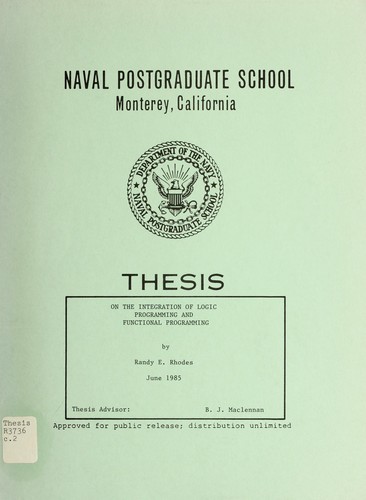 NAVAL POSTGRADUATE SCHOOL
Monterey, California
DEPARTMENT OF THE NAVY
NAVAL POSTGRADUATE SCHOOL
THESIS
ON THE INTEGRATION OF LOGIC
PROGRAMMING AND
FUNCTIONAL PROGRAMMING
by
Randy E. Rhodes
June 1985
Thesis Advisor: B. J. Maclennan
Approved for public release; distribution unlimited
Thesis
R3736
c.2